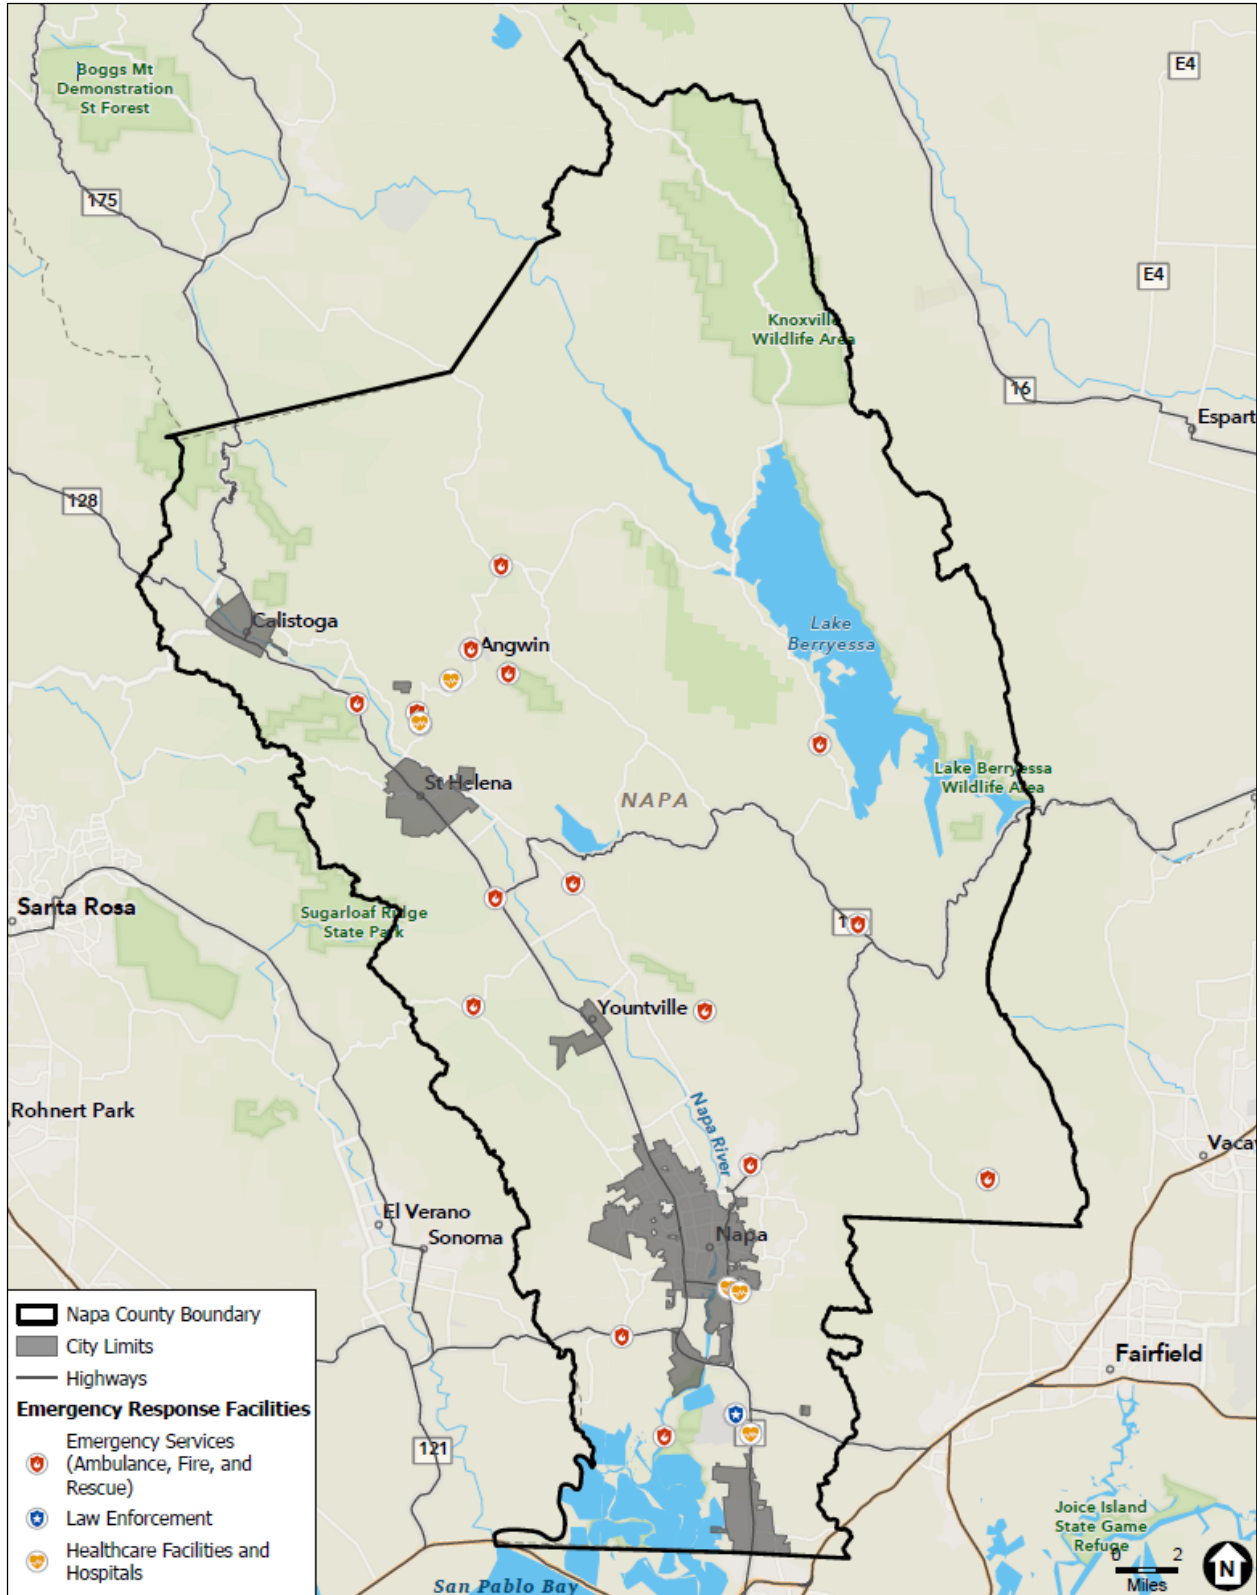 Boggs Mt
Demonstration
St Forest
E4
175
E4
Knoxville
Wildlife Area
16
Espart
128
Calistoga
Angwin
Lake
Berryessa
St Helena
NAPA
Lake Berryessa
Wildlife Area
Santa Rosa
Sugarloaf Ridge
State Park
Yountville
Rohnert Park
Napa River
Vaca
El Verano
Sonoma
Napa
Fairfield
121
Joice Island
State Game
Refuge
San Pablo Bay
Napa County Boundary
City Limits
Highways
Emergency Response Facilities
Emergency Services
(Ambulance, Fire, and
Rescue)
Law Enforcement
Healthcare Facilities and
Hospitals
0 2
Miles
N